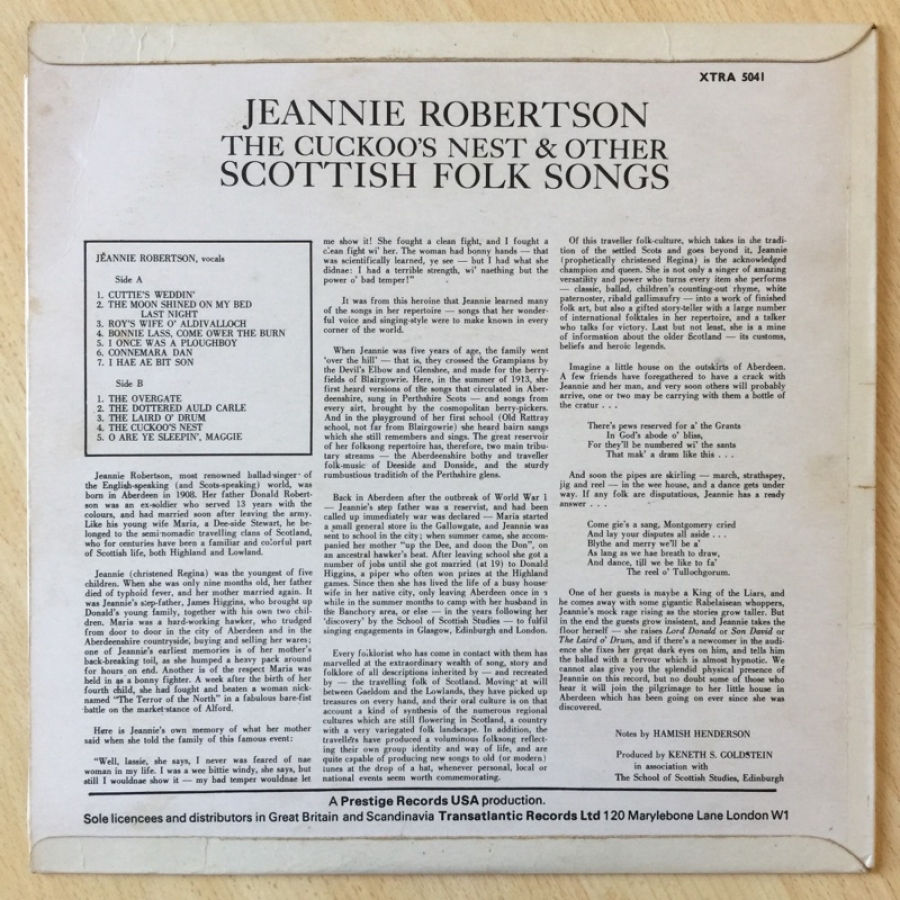 XTRA 5041
JEANNIE ROBERTSON
THE CUCKOO'S NEST & OTHER
SCOTTISH FOLK SONGS
JEANNIE ROBERTSON, vocals
Side A
1. CUTTIE'S WEDDIN'
2. THE MOON SHINED ON MY BED
LAST NIGHT
3. ROY'S WIFE O' ALDIVALLOCH
4. BONNIE LASS, COME OWER THE BURN
5. I ONCE WAS A PLOUGHBOY
6. CONNEMARA DAN
7. I HAE AE BIT SON
Side B
1. THE OVERGATE
2. THE DOTTERED AULD CARLE
3. THE LAIRD O' DRUM
4. THE CUCKOO'S NEST
5. O ARE YE SLEEPIN', MAGGIE
Jeannie Robertson, most renowned ballad-singer of
the English-speaking (and Scots-speaking) world, was
born in Aberdeen in 1908. Her father Donald Robert-
son was an ex-soldier who served 13 years with the
colours, and had married soon after leaving the army.
Like his young wife Maria, a Dee-side Stewart, he be-
longed to the semi-nomadic travelling clans of Scotland,
who for centuries have been a familiar and colorful part
of Scottish life, both Highland and Lowland.
Jeannie (christened Regina) was the youngest of five
children. When she was only nine months old, her father
died of typhoid fever, and her mother married again. It
was Jeannie's step-father, James Higgins, who brought up
Donald's young family, together with his own two chil-
dren. Maria was a hard-working hawker, who trudged
from door to door in the city of Aberdeen and in the
Aberdeenshire countryside, buying and selling her wares;
one of Jeannie's earliest memories is of her mother's
back-breaking toil, as she humped a heavy pack around
for hours on end. Another is of the respect Maria was
held in as a bonny fighter. A week after the birth of her
fourth child, she had fought and beaten a woman nick-
named "The Terror of the North" in a fabulous bare-fist
battle on the market-stance of Alford.
Here is Jeannie's own memory of what her mother
said when she told the family of this famous event:
"Well, lassie, she says, I never was feared of nae
woman in my life. I was a wee bittie windy, she says, but
still I wouldnae show it — my bad temper wouldnae let
me show it! She fought a clean fight, and I fought a
clean fight wi' her. The woman had bonny hands — that
was scientifically learned, ye see — but I had what she
didnae: I had a terrible strength, wi' naething but the
power o' bad temper!"
It was from this heroine that Jeannie learned many
of the songs in her repertoire — songs that her wonder-
ful voice and singing-style were to make known in every
corner of the world.
When Jeannie was five years of age, the family went
'over the hill' — that is, they crossed the Grampians by
the Devil's Elbow and Glenshee, and made for the berry-
fields of Blairgowrie. Here, in the summer of 1913, she
first heard versions of the songs that circulated in Aber-
deenshire, sung in Perthshire Scots — and songs from
every airt, brought by the cosmopolitan berry-pickers.
And in the playground of her first school (Old Rattray
school, not far from Blairgowrie) she heard bairn sangs
which she still remembers and sings. The great reservoir
of her folksong repertoire has, therefore, two main tribu-
tary streams — the Aberdeenshire bothy and traveller
folk-music of Deeside and Donside, and the sturdy
rumbustious tradition of the Perthshire glens.
Back in Aberdeen after the outbreak of World War 1
— Jeannie's step father was a reservist, and had been
called up immediately war was declared — Maria started
a small general store in the Gallowgate, and Jeannie was
sent to school in the city; when summer came, she accom-
panied her mother "up the Dee, and doon the Don", on
an ancestral hawker's beat. After leaving school she got a
number of jobs until she got married (at 19) to Donald
Higgins, a piper who often won prizes at the Highland
games. Since then she has lived the life of a busy house
wife in her native city, only leaving Aberdeen once in a
while in the summer months to camp with her husband in
the Banchory area, or else — in the years following her
'discovery' by the School of Scottish Studies — to fulfil
singing engagements in Glasgow, Edinburgh and London.
Every folklorist who has come in contact with them has
marvelled at the extraordinary wealth of song, story and
folklore of all descriptions inherited by — and recreated
by — the travelling folk of Scotland. Moving at will
between Gseldom and the Lowlands, they have picked up
treasures on every hand, and their oral culture is on that
account a kind of synthesis of the numerous regional
cultures which are still flowering in Scotland, a country
with a very variegated folk landscape. In addition, the
travellers have produced a voluminous folksong reflect-
ing their own group identity and way of life, and are
quite capable of producing new songs to old (or modern)
tunes at the drop of a hat, whenever personal, local or
national events seem worth commemorating.
Of this traveller folk-culture, which takes in the tradi-
tion of the settled Scots and goes beyond it, Jeannie
(prophetically christened Regina) is the acknowledged
champion and queen. She is not only a singer of amazing
versatility and power who turns every item she performs
— classic, ballad, children's counting-out rhyme, white
paternoster, ribald gallimaufry — into a work of finished
folk art, but also a gifted story-teller with a large number
of international folktales in her repertoire, and a talker
who talks for victory. Last but not least, she is a mine
of information about the older Scotland — its customs,
beliefs and heroic legends.
Imagine a little house on the outskirts of Aberdeen.
A few friends have foregathered to have a crack with
Jeannie and her man, and very soon others will probably
arrive, one or two may be carrying with them a bottle of
the cratur . . .
There's pews reserved for a' the Grants
In God's abode o' bliss,
For they'll be numbered wi' the sants
That mak' a dram like this . . .
And soon the pipes are skirling — march, strathspey,
jig and reel — in the wee house, and a dance gets under
way. If any folk are disputatious, Jeannie has a ready
answer . . .
Come gie's a sang, Montgomery cried
And lay your disputes all aside . . .
Blythe and merry we'll be a'
As lang as we hae breath to draw,
And dance, till we be like to fa'
The reel o' Tullochgorum.
One of her guests is maybe a King of the Liars, and
he comes away with some gigantic Rabelaisean whoppers,
Jeannie's mock rage rising as the stories grow taller. But
in the end the guests grow insistent, and Jeannie takes the
floor herself — she raises Lord Donald or Son David or
The Laird o' Drum, and if there's a newcomer in the audi-
ence she fixes her great dark eyes on him, and tells him
the ballad with a fervour which is almost hypnotic. We
cannot alas give you the splendid physical presence of
Jeannie on this record, but no doubt some of those who
hear it will join the pilgrimage to her little house in
Aberdeen which has been going on ever since she was
discovered.
Notes by HAMISH HENDERSON
Produced by KENETH S. GOLDSTEIN
in association with
The School of Scottish Studies, Edinburgh
A Prestige Records USA production.
Sole licencees and distributors in Great Britain and Scandinavia Transatlantic Records Ltd 120 Marylebone Lane London W1